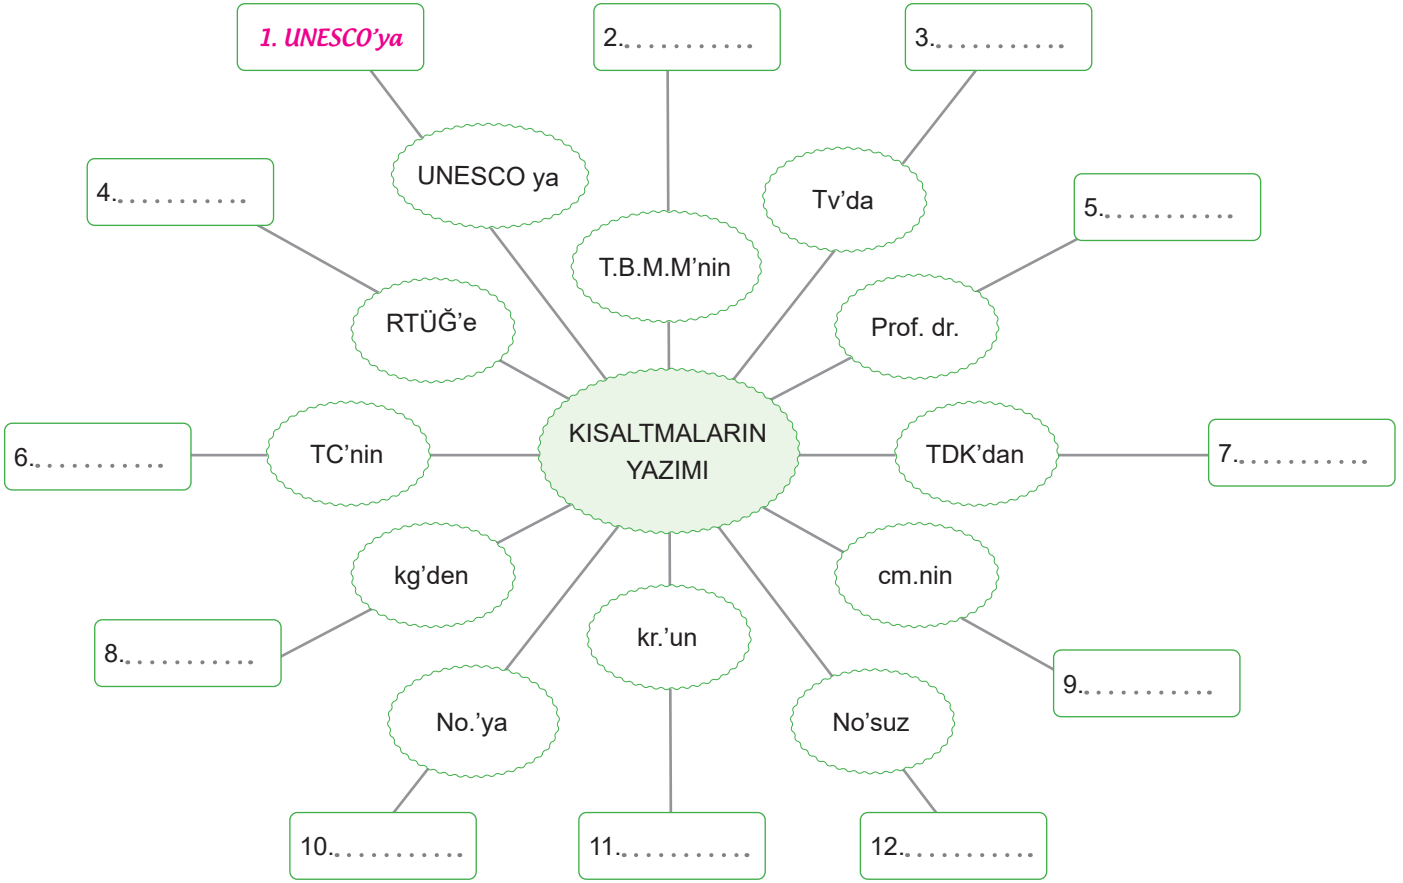 1. UNESCO’ya
2. . . . . . . . . . . .
3. . . . . . . . . . . .
4. . . . . . . . . . . .
UNESCO ya
Tv’da
5. . . . . . . . . . . .
T.B.M.M’nin
RTÜĞ’e
Prof. dr.
6. . . . . . . . . . . .
TC’nin
KISALTMALARIN
YAZIMI
TDK’dan
7. . . . . . . . . . . .
kg’den
cm.nin
8. . . . . . . . . . . .
kr.’un
9. . . . . . . . . . . .
No.’ya
No’suz
10. . . . . . . . . . . .
11. . . . . . . . . . . .
12. . . . . . . . . . . .